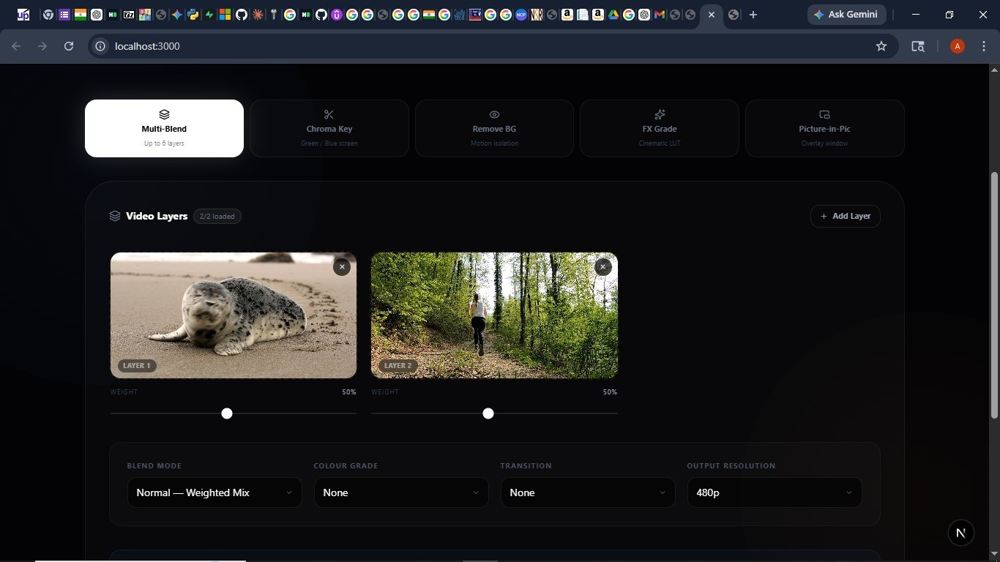 Ask Gemini
localhost:3000
A
Multi-Blend
Up to 6 layers
Chroma Key
Green / Blue screen
Remove BG
Motion isolation
FX Grade
Cinematic LUT
Picture-in-Pic
Overlay window
Video Layers 2/2 loaded
+ Add Layer
LAYER 1
LAYER 2
WEIGHT 50%
WEIGHT 50%
BLEND MODE
Normal — Weighted Mix
COLOUR GRADE
None
TRANSITION
None
OUTPUT RESOLUTION
480p
N